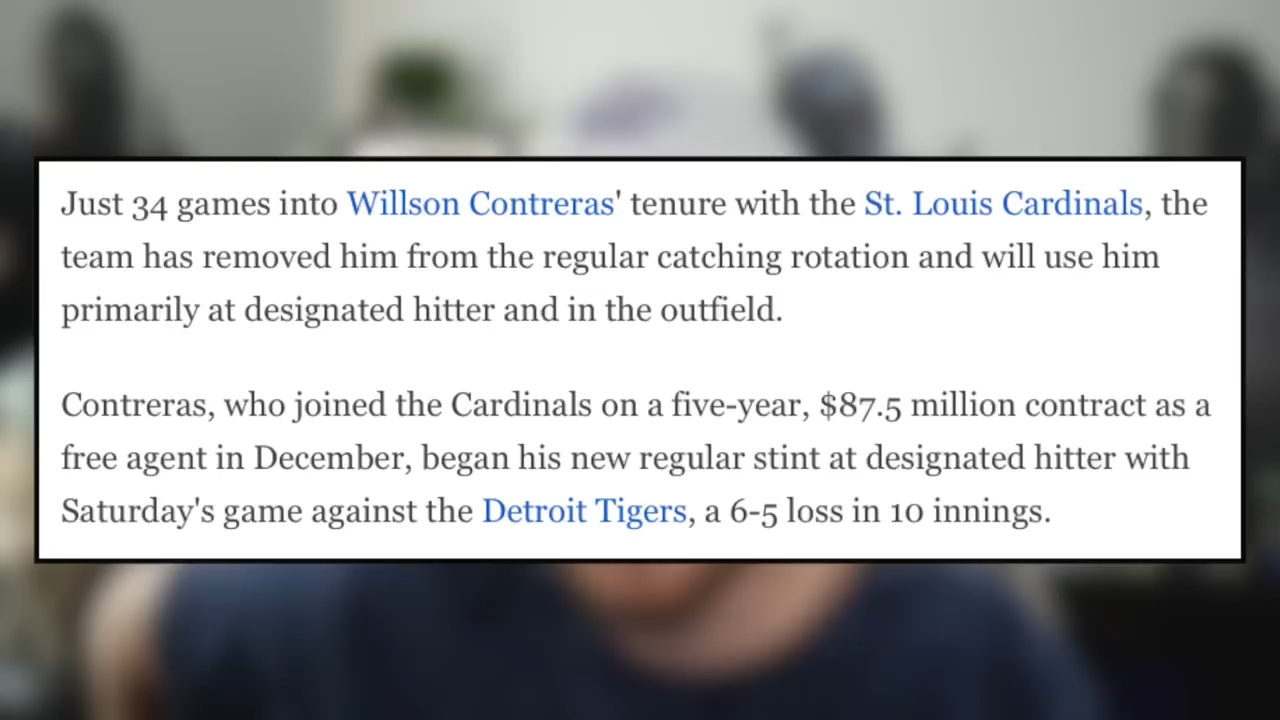 Just 34 games into Willson Contreras' tenure with the St. Louis Cardinals, the
team has removed him from the regular catching rotation and will use him
primarily at designated hitter and in the outfield.
Contreras, who joined the Cardinals on a five-year, $87.5 million contract as a
free agent in December, began his new regular stint at designated hitter with
Saturday's game against the Detroit Tigers, a 6-5 loss in 10 innings.